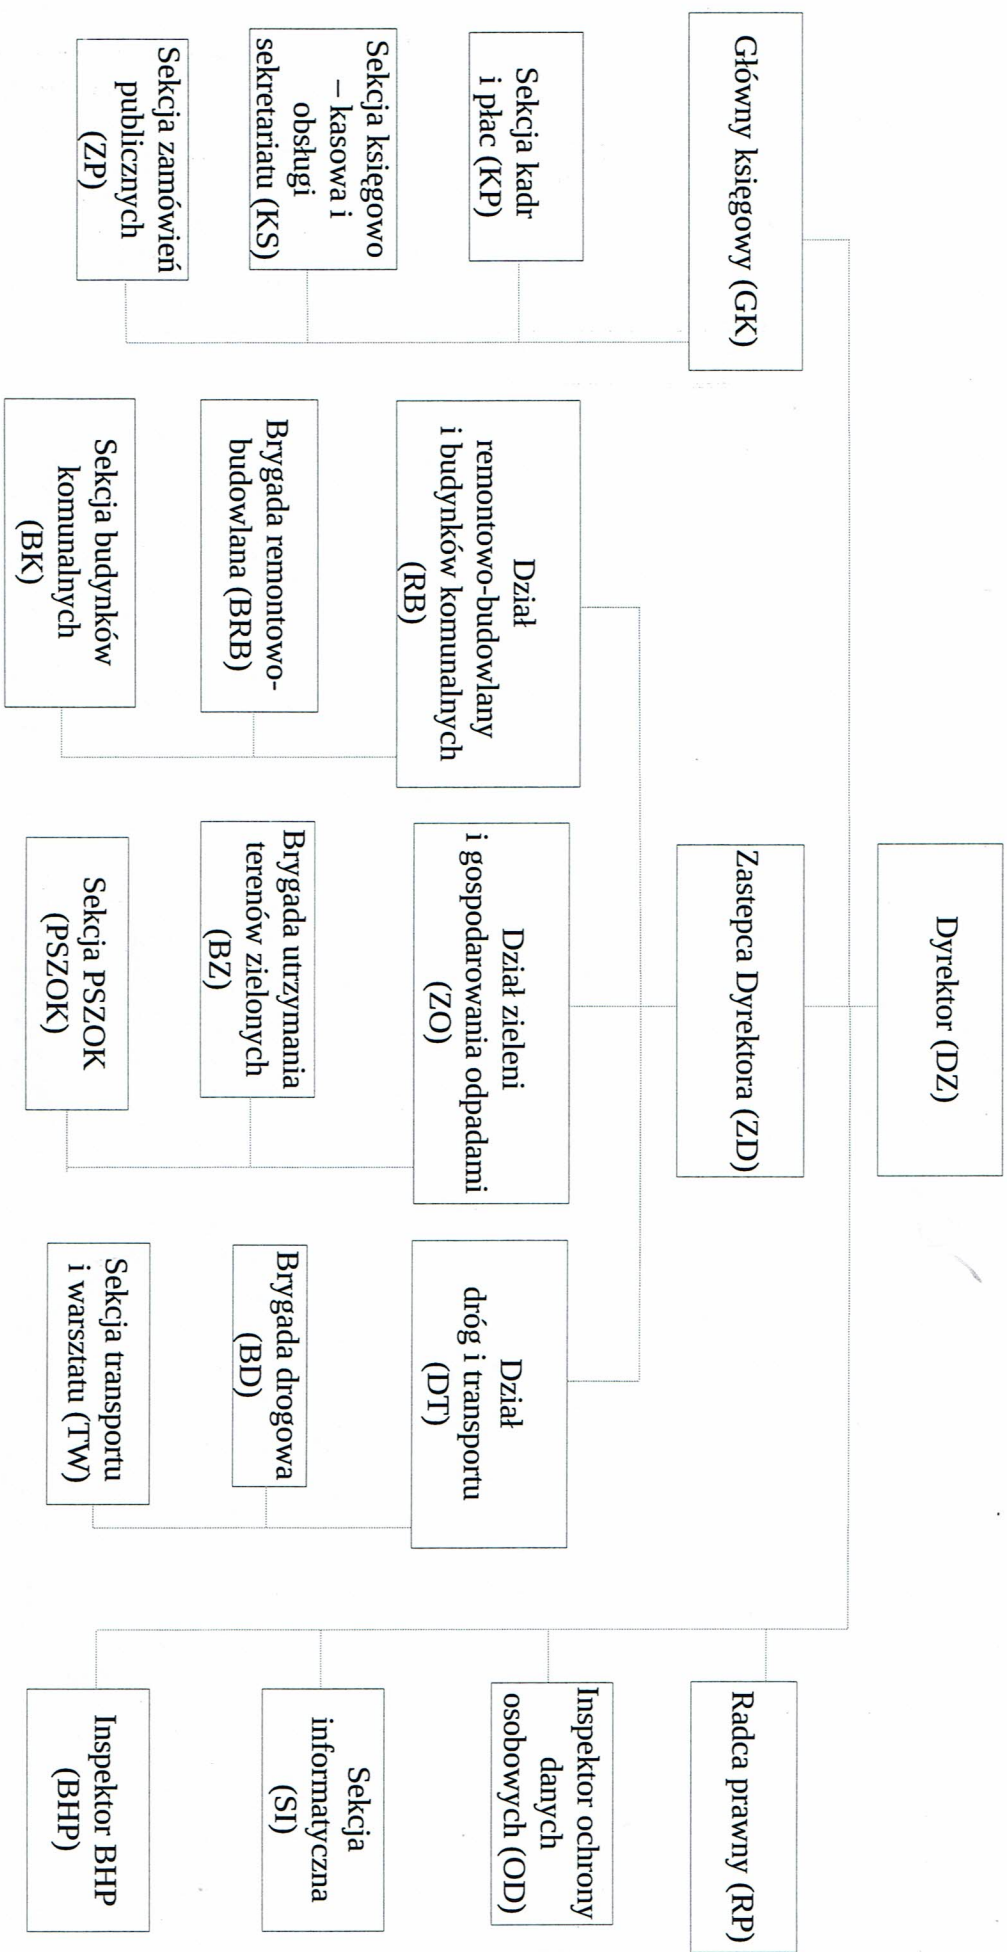 Dyrektor (DZ)
Główny księgowy (GK)
Zastepca Dyrektora (ZD)
Radca prawny (RP)
Sekcja kadr
i płac (KP)
Sekcja księgowo
– kasowa i
obsługi
sekretariatu (KS)
Sekcja zamówień
publicznych
(ZP)
Dział
remontowo-budowlany
i budynków komunalnych
(RB)
Brygada remontowo-
budowlana (BRB)
Sekcja budynków
komunalnych
(BK)
Dział zieleni
i gospodarowania odpadami
(ZO)
Brygada utrzymania
terenów zielonych
(BZ)
Sekcja PSZOK
(PSZOK)
Dział
dróg i transportu
(DT)
Brygada drogowa
(BD)
Sekcja transportu
i warsztatu (TW)
Inspektor ochrony
danych
osobowych (OD)
Sekcja
informatyczna
(SI)
Inspektor BHP
(BHP)